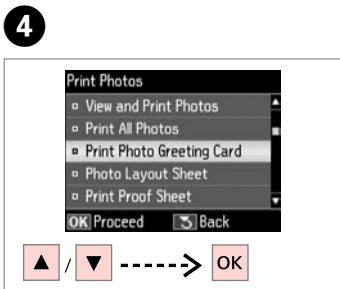 4
Print Photos
View and Print Photos
Print All Photos
Print Photo Greeting Card
Photo Layout Sheet
Print Proof Sheet
OK Proceed Back
/ OK